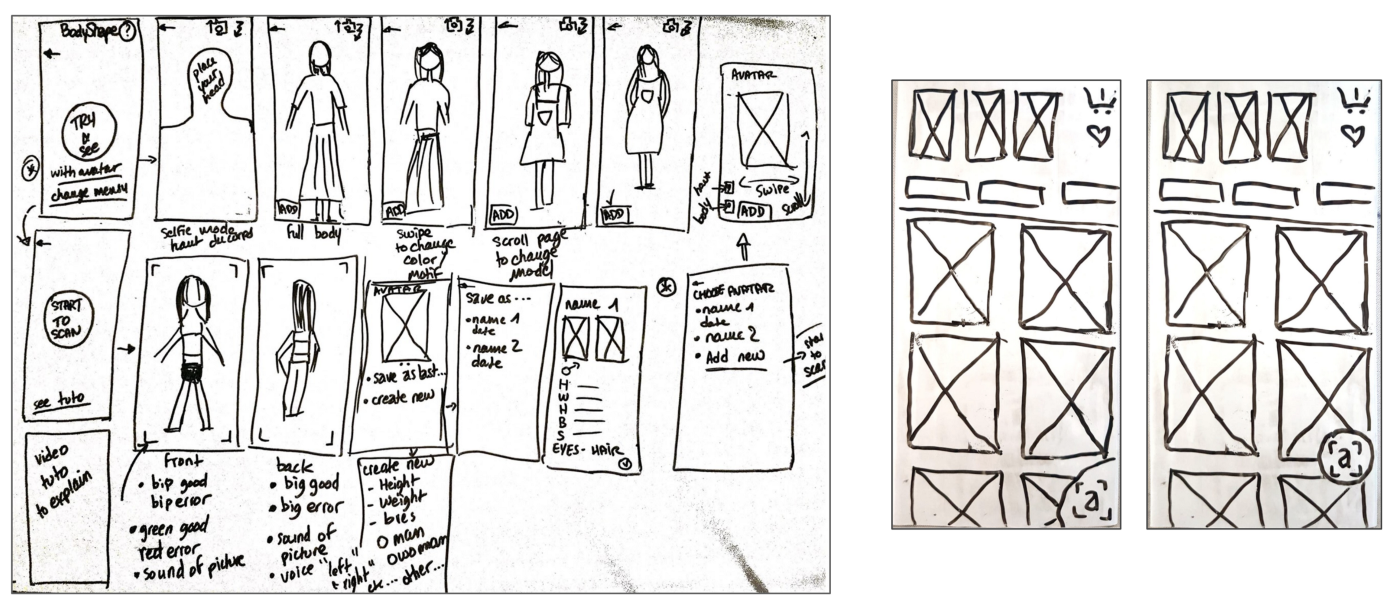 BodyShape ?
TRY
&
SEE
with avatar
change menu
place
your
head
selfie mode
haut du corps
ADD
full body
ADD
swipe
to change
color
motif
ADD
scroll page
to change
model
ADD
AVATAR
swipe
scroll
face
body
ADD
START
TO
SCAN
see tuto
video
tuto
to explain
front
• bip good
bip error
• green good
red error
• sound of picture
back
• big good
• big error
• sound of
picture
• voice "left"
"right"
etc...
AVATAR
• save as last...
• create new
create new
- Height
- Weight
O man
O woman
other...
save as ...
• name 1
date
• name 2
date
name 1
H
W
H
B
S
EYES - HAIR
CHOOSE AVATAR
• name 1
date
• name 2
• Add new
start
to
scan
a
a